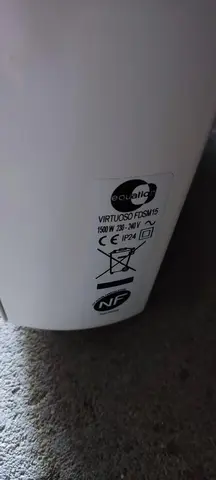 equation
VIRTUOSO FDSM15
1500 W 230 - 240 V ~
CE IP24
NF